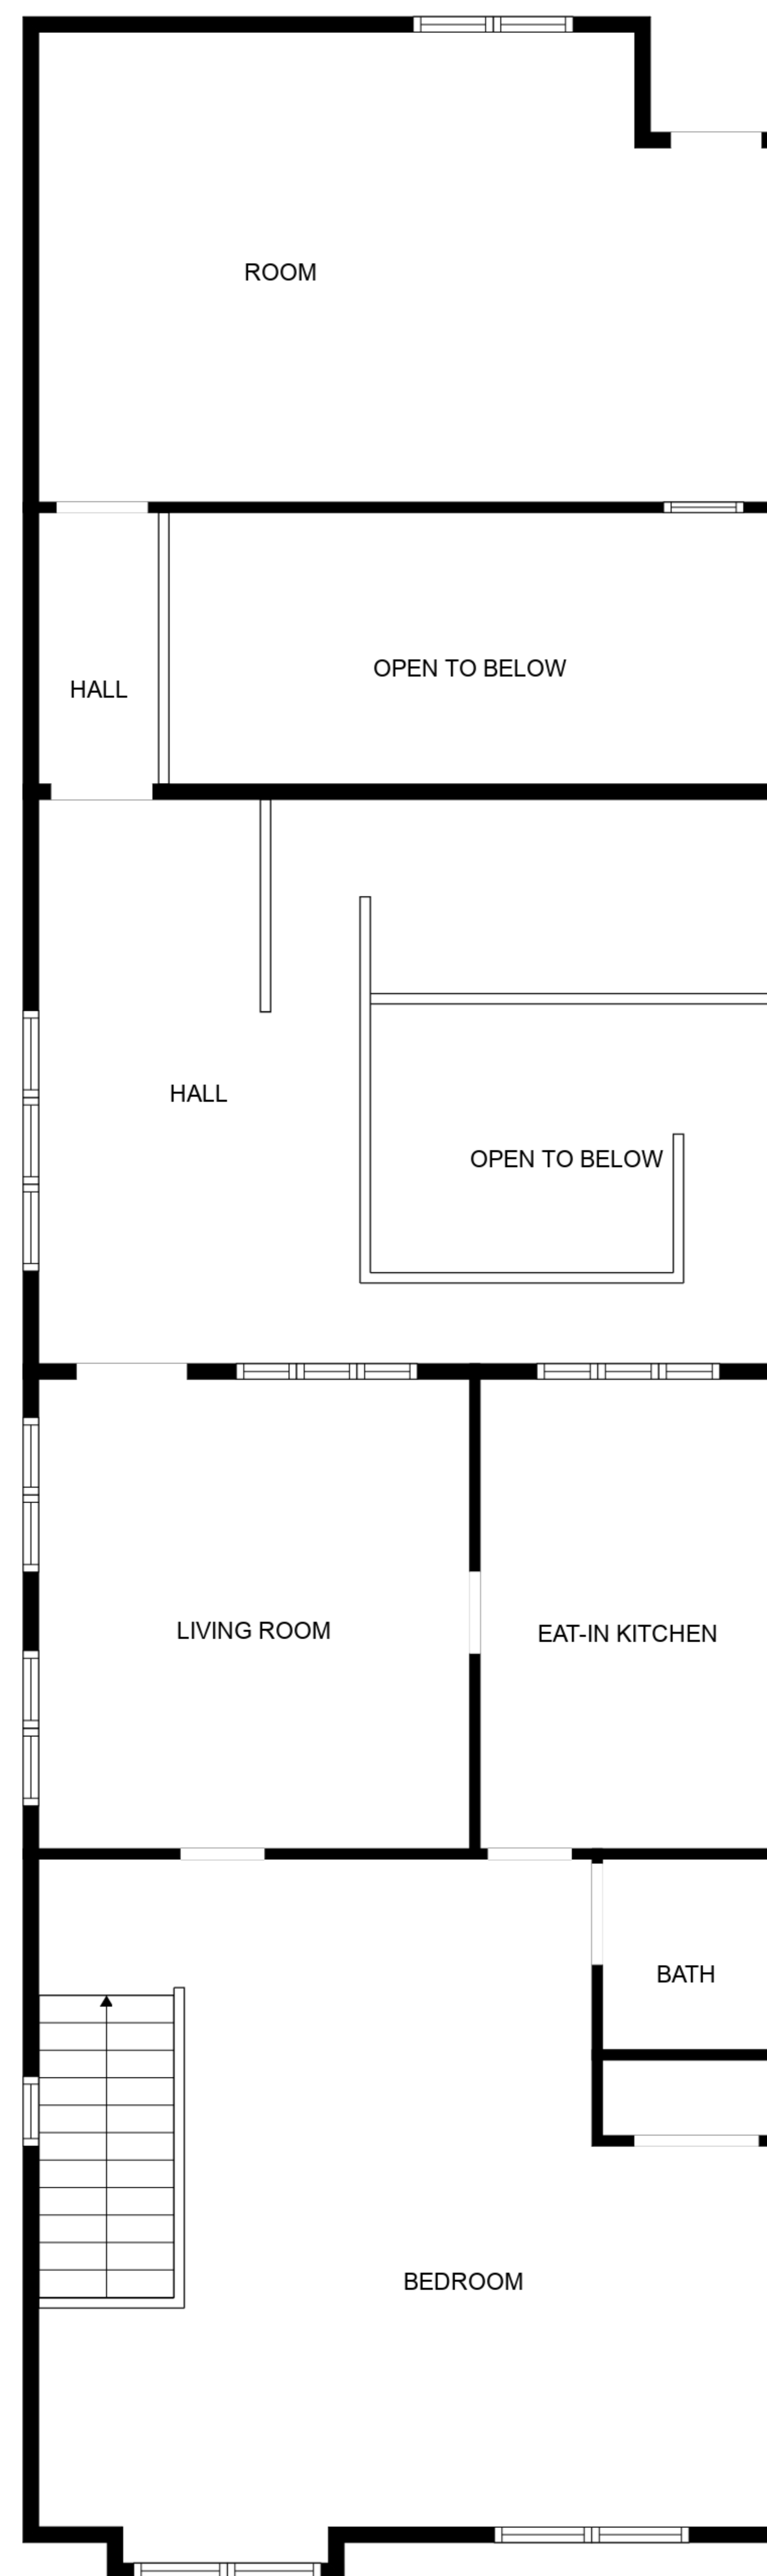 ROOM
OPEN TO BELOW
HALL
HALL
OPEN TO BELOW
LIVING ROOM
EAT-IN KITCHEN
BATH
BEDROOM